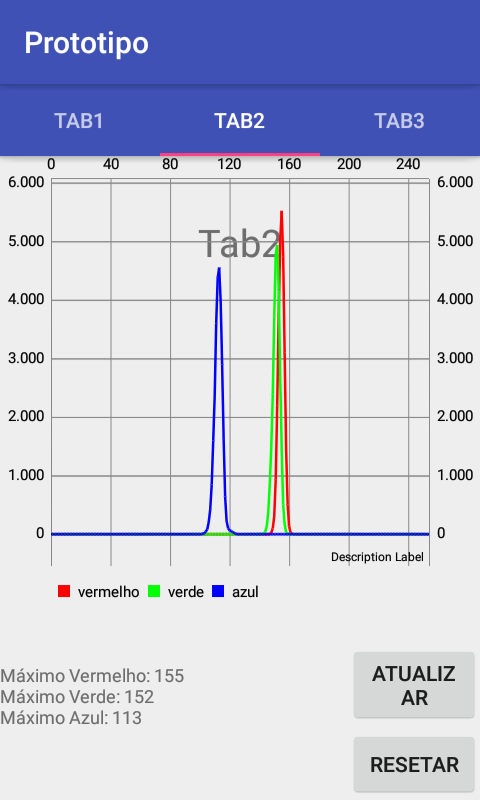 Prototipo
TAB1 TAB2 TAB3
0 40 80 120 160 200 240
6.000 6.000
Tab2
5.000 5.000
4.000 4.000
3.000 3.000
2.000 2.000
1.000 1.000
0 0
Description Label
vermelho verde azul
Máximo Vermelho: 155
Máximo Verde: 152
Máximo Azul: 113
ATUALIZ
AR
RESETAR